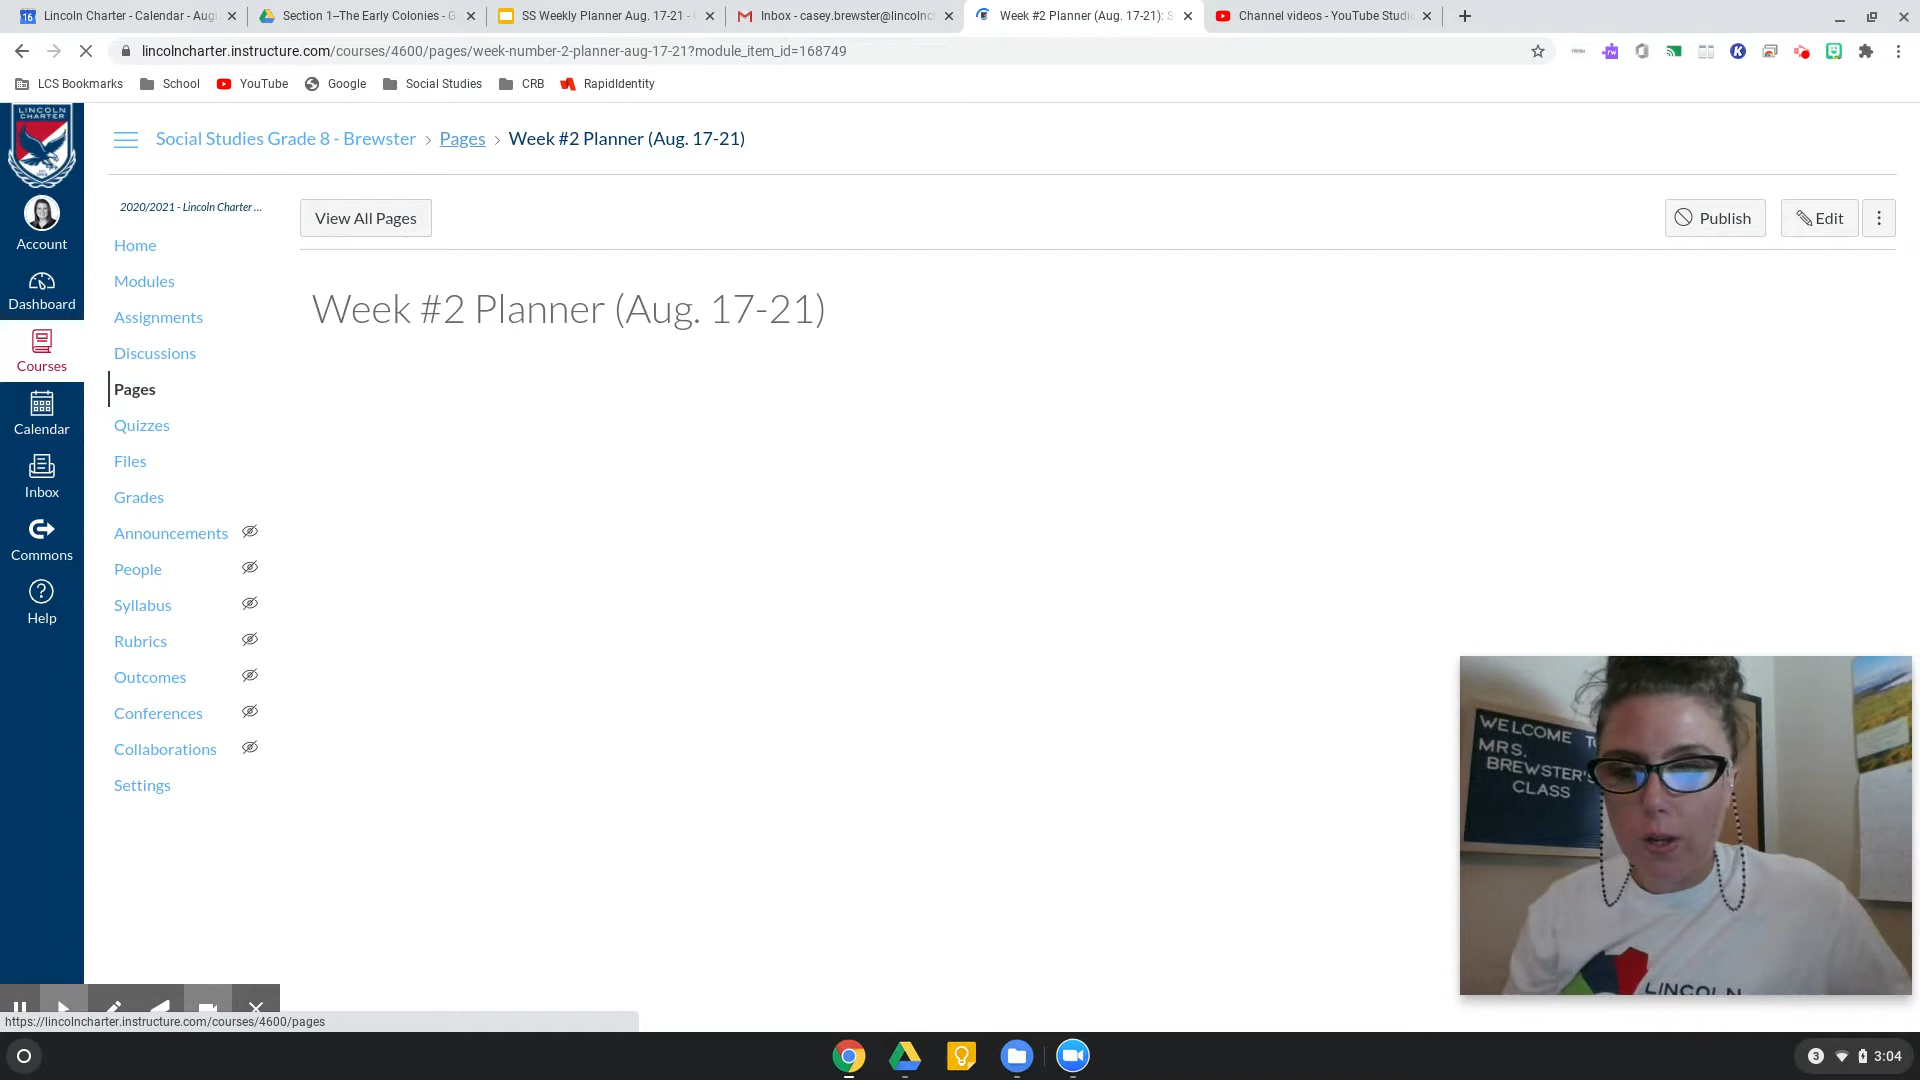 Lincoln Charter - Calendar - Aug
Section 1--The Early Colonies - G
SS Weekly Planner Aug. 17-21 -
Inbox - casey.brewster@lincolnc
Week #2 Planner (Aug. 17-21): S
Channel videos - YouTube Studi
lincolncharter.instructure.com/courses/4600/pages/week-number-2-planner-aug-17-21?module_item_id=168749
LCS Bookmarks
School
YouTube
Google
Social Studies
CRB
RapidIdentity
LINCOLN
CHARTER
Social Studies Grade 8 - Brewster > Pages > Week #2 Planner (Aug. 17-21)
2020/2021 - Lincoln Charter ...
View All Pages
Publish
Edit
Account
Dashboard
Courses
Calendar
Inbox
Commons
Help
Home
Modules
Assignments
Discussions
Pages
Quizzes
Files
Grades
Announcements
People
Syllabus
Rubrics
Outcomes
Conferences
Collaborations
Settings
Week #2 Planner (Aug. 17-21)
WELCOME
MRS.
BREWSTER'S
CLASS
LINCOLN
https://lincolncharter.instructure.com/courses/4600/pages
3
3:04